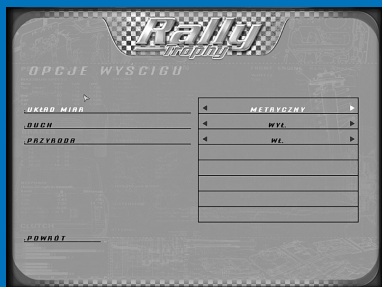 Rally
Trophy
OPCJE WYSCIGU
UKŁAD MIAR
METRYCZNY
DUCH
WYŁ.
PRZYRODA
WŁ.
POWRÓT